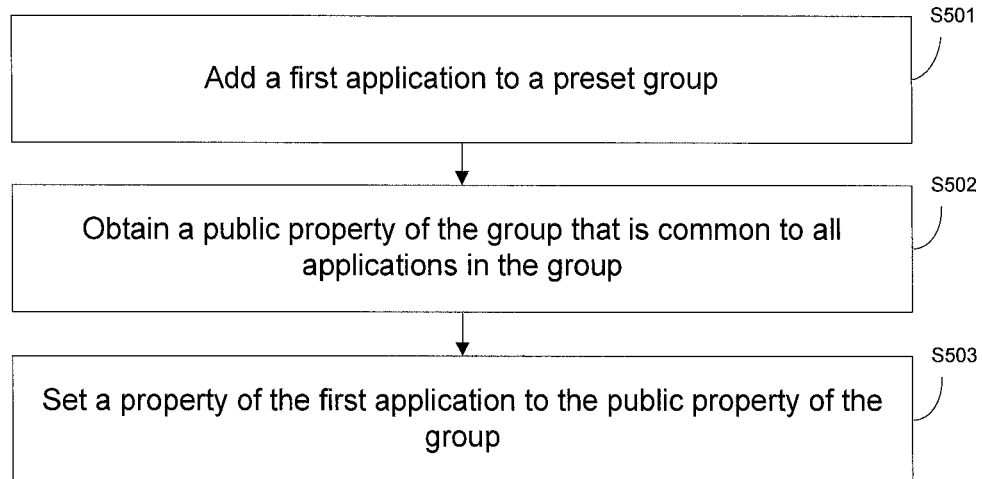 S501
Add a first application to a preset group
S502
Obtain a public property of the group that is common to all
applications in the group
S503
Set a property of the first application to the public property of the
group